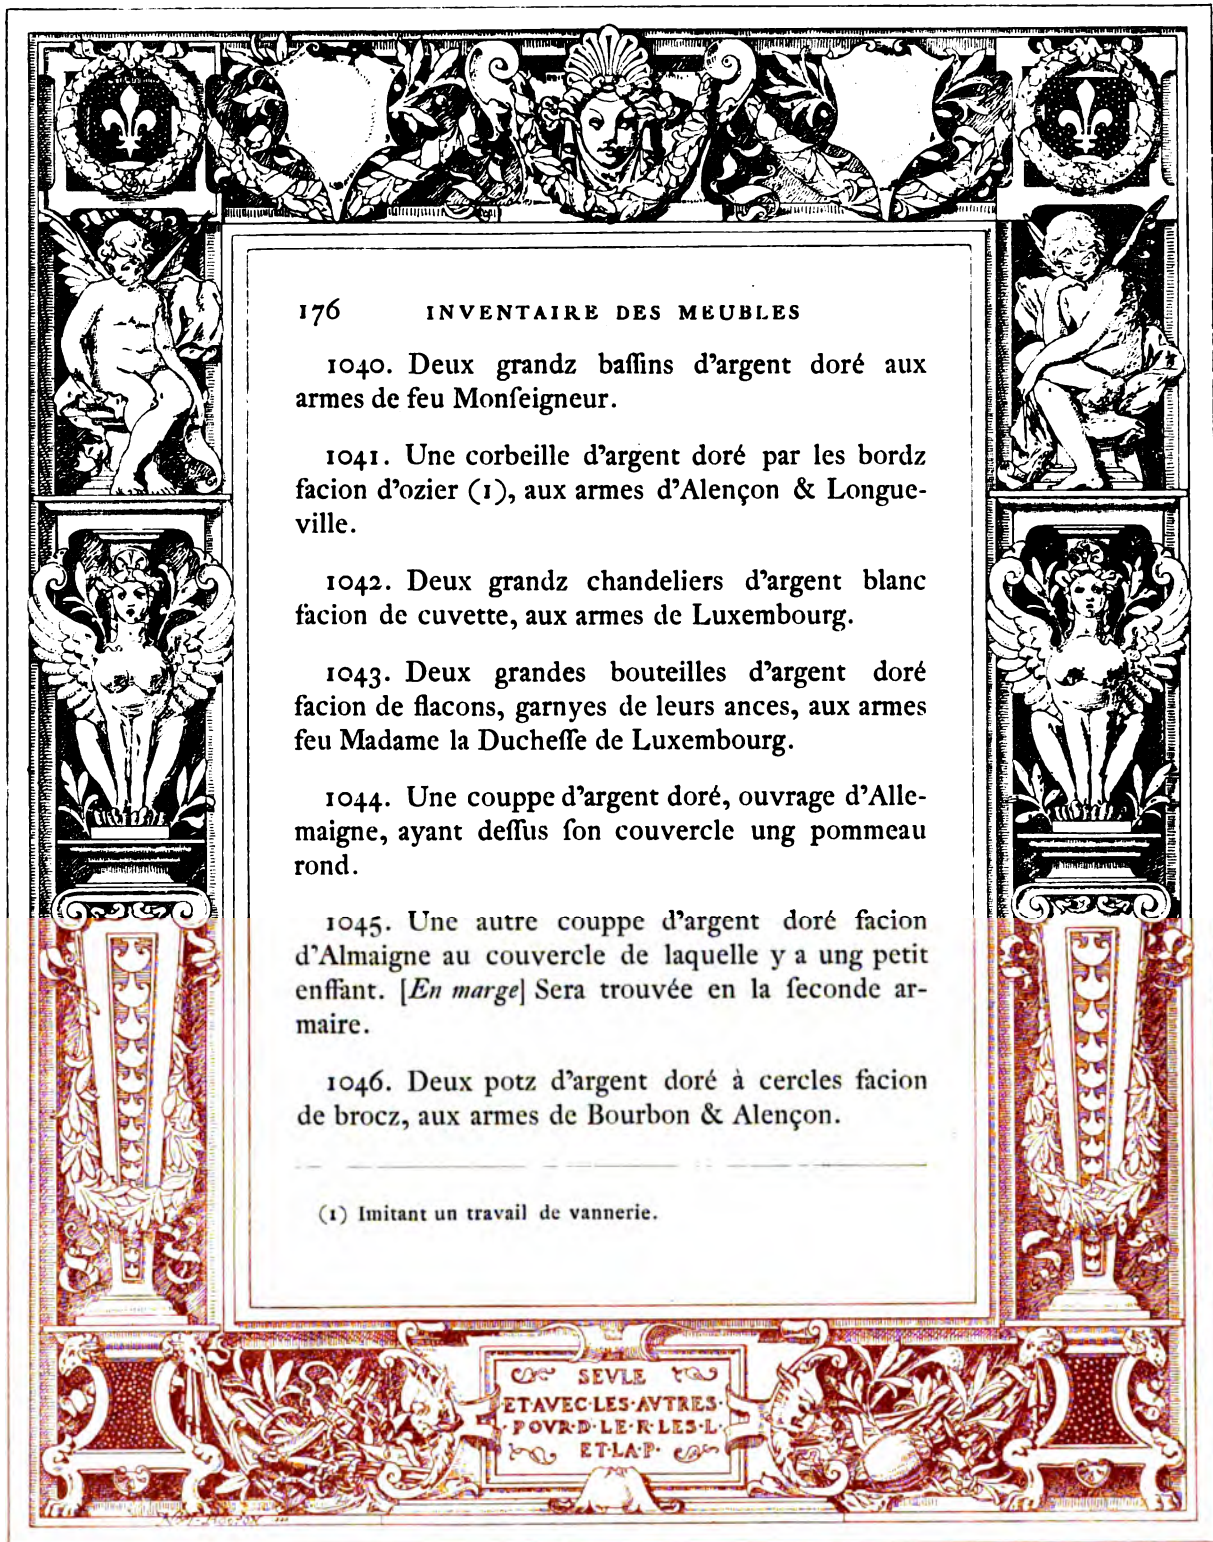 176 INVENTAIRE DES MEUBLES
1040. Deux grandz baſſins d'argent doré aux
armes de feu Monſeigneur.
1041. Une corbeille d'argent doré par les bordz
facion d'ozier (1), aux armes d'Alençon & Longue-
ville.
1042. Deux grandz chandeliers d'argent blanc
facion de cuvette, aux armes de Luxembourg.
1043. Deux grandes bouteilles d'argent doré
facion de flacons, garnyes de leurs ances, aux armes
feu Madame la Ducheſſe de Luxembourg.
1044. Une couppe d'argent doré, ouvrage d'Alle-
maigne, ayant deſſus ſon couvercle ung pommeau
rond.
1045. Une autre couppe d'argent doré facion
d'Almaigne au couvercle de laquelle y a ung petit
enffant. [En marge] Sera trouvée en la ſeconde ar-
maire.
1046. Deux potz d'argent doré à cercles facion
de brocz, aux armes de Bourbon & Alençon.
(1) Imitant un travail de vannerie.
SEVLE
ET·AVEC·LES·AVTRES·
POVR·D·LE·R·LES·L·
ET·LA·P·